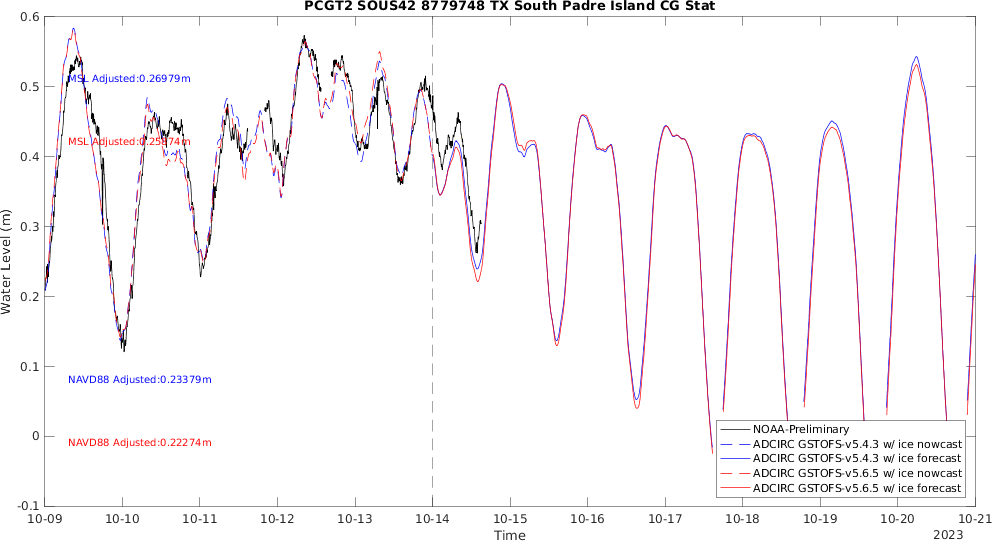 PCGT2 SOUS42 8779748 TX South Padre Island CG Stat
Water Level (m)
0.6
0.5
0.4
0.3
0.2
0.1
0
-0.1
MSL Adjusted:0.26979m
MSL Adjusted:0.25874m
NAVD88 Adjusted:0.23379m
NAVD88 Adjusted:0.22274m
NOAA-Preliminary
ADCIRC GSTOFS-v5.4.3 w/ ice nowcast
ADCIRC GSTOFS-v5.4.3 w/ ice forecast
ADCIRC GSTOFS-v5.6.5 w/ ice nowcast
ADCIRC GSTOFS-v5.6.5 w/ ice forecast
10-09 10-10 10-11 10-12 10-13 10-14 10-15 10-16 10-17 10-18 10-19 10-20 10-21
Time
2023